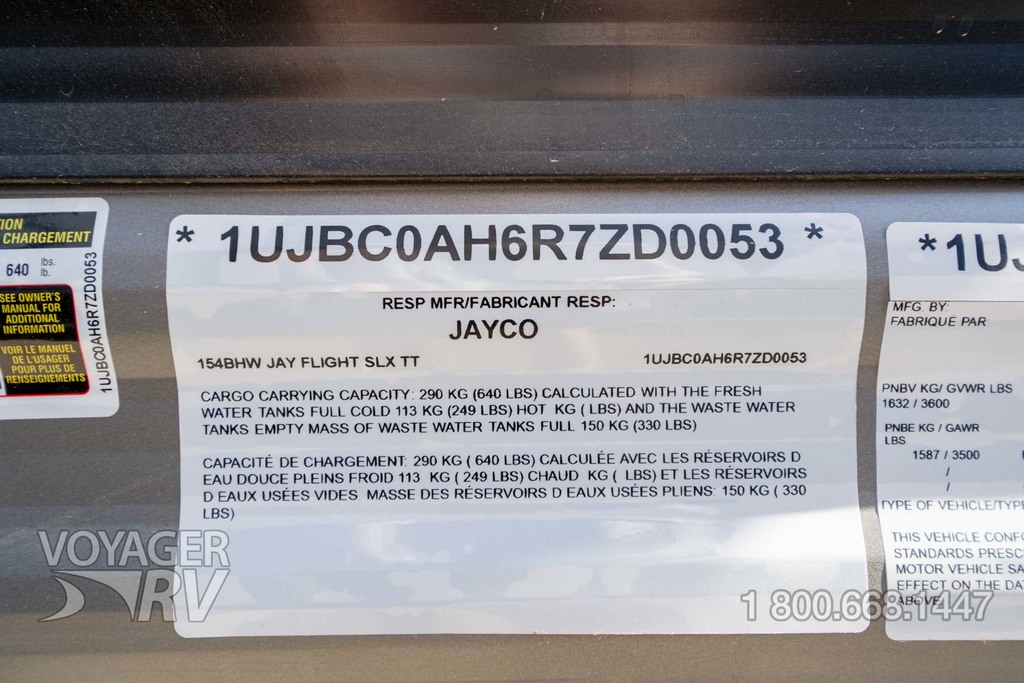 TION
CHARGEMENT
640 lbs.
lb.
SEE OWNER'S
MANUAL FOR
ADDITIONAL
INFORMATION
VOIR LE MANUEL
DE L'USAGER
POUR PLUS DE
RENSEIGNEMENTS
1UJBC0AH6R7ZD0053
* 1UJBC0AH6R7ZD0053 *
RESP MFR/FABRICANT RESP:
JAYCO
154BHW JAY FLIGHT SLX TT 1UJBC0AH6R7ZD0053
CARGO CARRYING CAPACITY: 290 KG (640 LBS) CALCULATED WITH THE FRESH
WATER TANKS FULL COLD 113 KG (249 LBS) HOT KG ( LBS) AND THE WASTE WATER
TANKS EMPTY MASS OF WASTE WATER TANKS FULL 150 KG (330 LBS)
CAPACITÉ DE CHARGEMENT: 290 KG ( 640 LBS) CALCULÉE AVEC LES RÉSERVOIRS D
EAU DOUCE PLEINS FROID 113 KG ( 249 LBS) CHAUD KG ( LBS) ET LES RÉSERVOIRS
D EAUX USÉES VIDES. MASSE DES RÉSERVOIRS D EAUX USÉES PLIENS: 150 KG ( 330
LBS)
*1UJ
MFG. BY:
FABRIQUÉ PAR
PNBV KG/ GVWR LBS
1632 / 3600
PNBE KG / GAWR
LBS
1587 / 3500
/
/
TYPE OF VEHICLE/TYPE
THIS VEHICLE CONFO
STANDARDS PRESC
MOTOR VEHICLE SA
EFFECT ON THE DA
ABOVE
VOYAGER
RV
1 800.668.1447